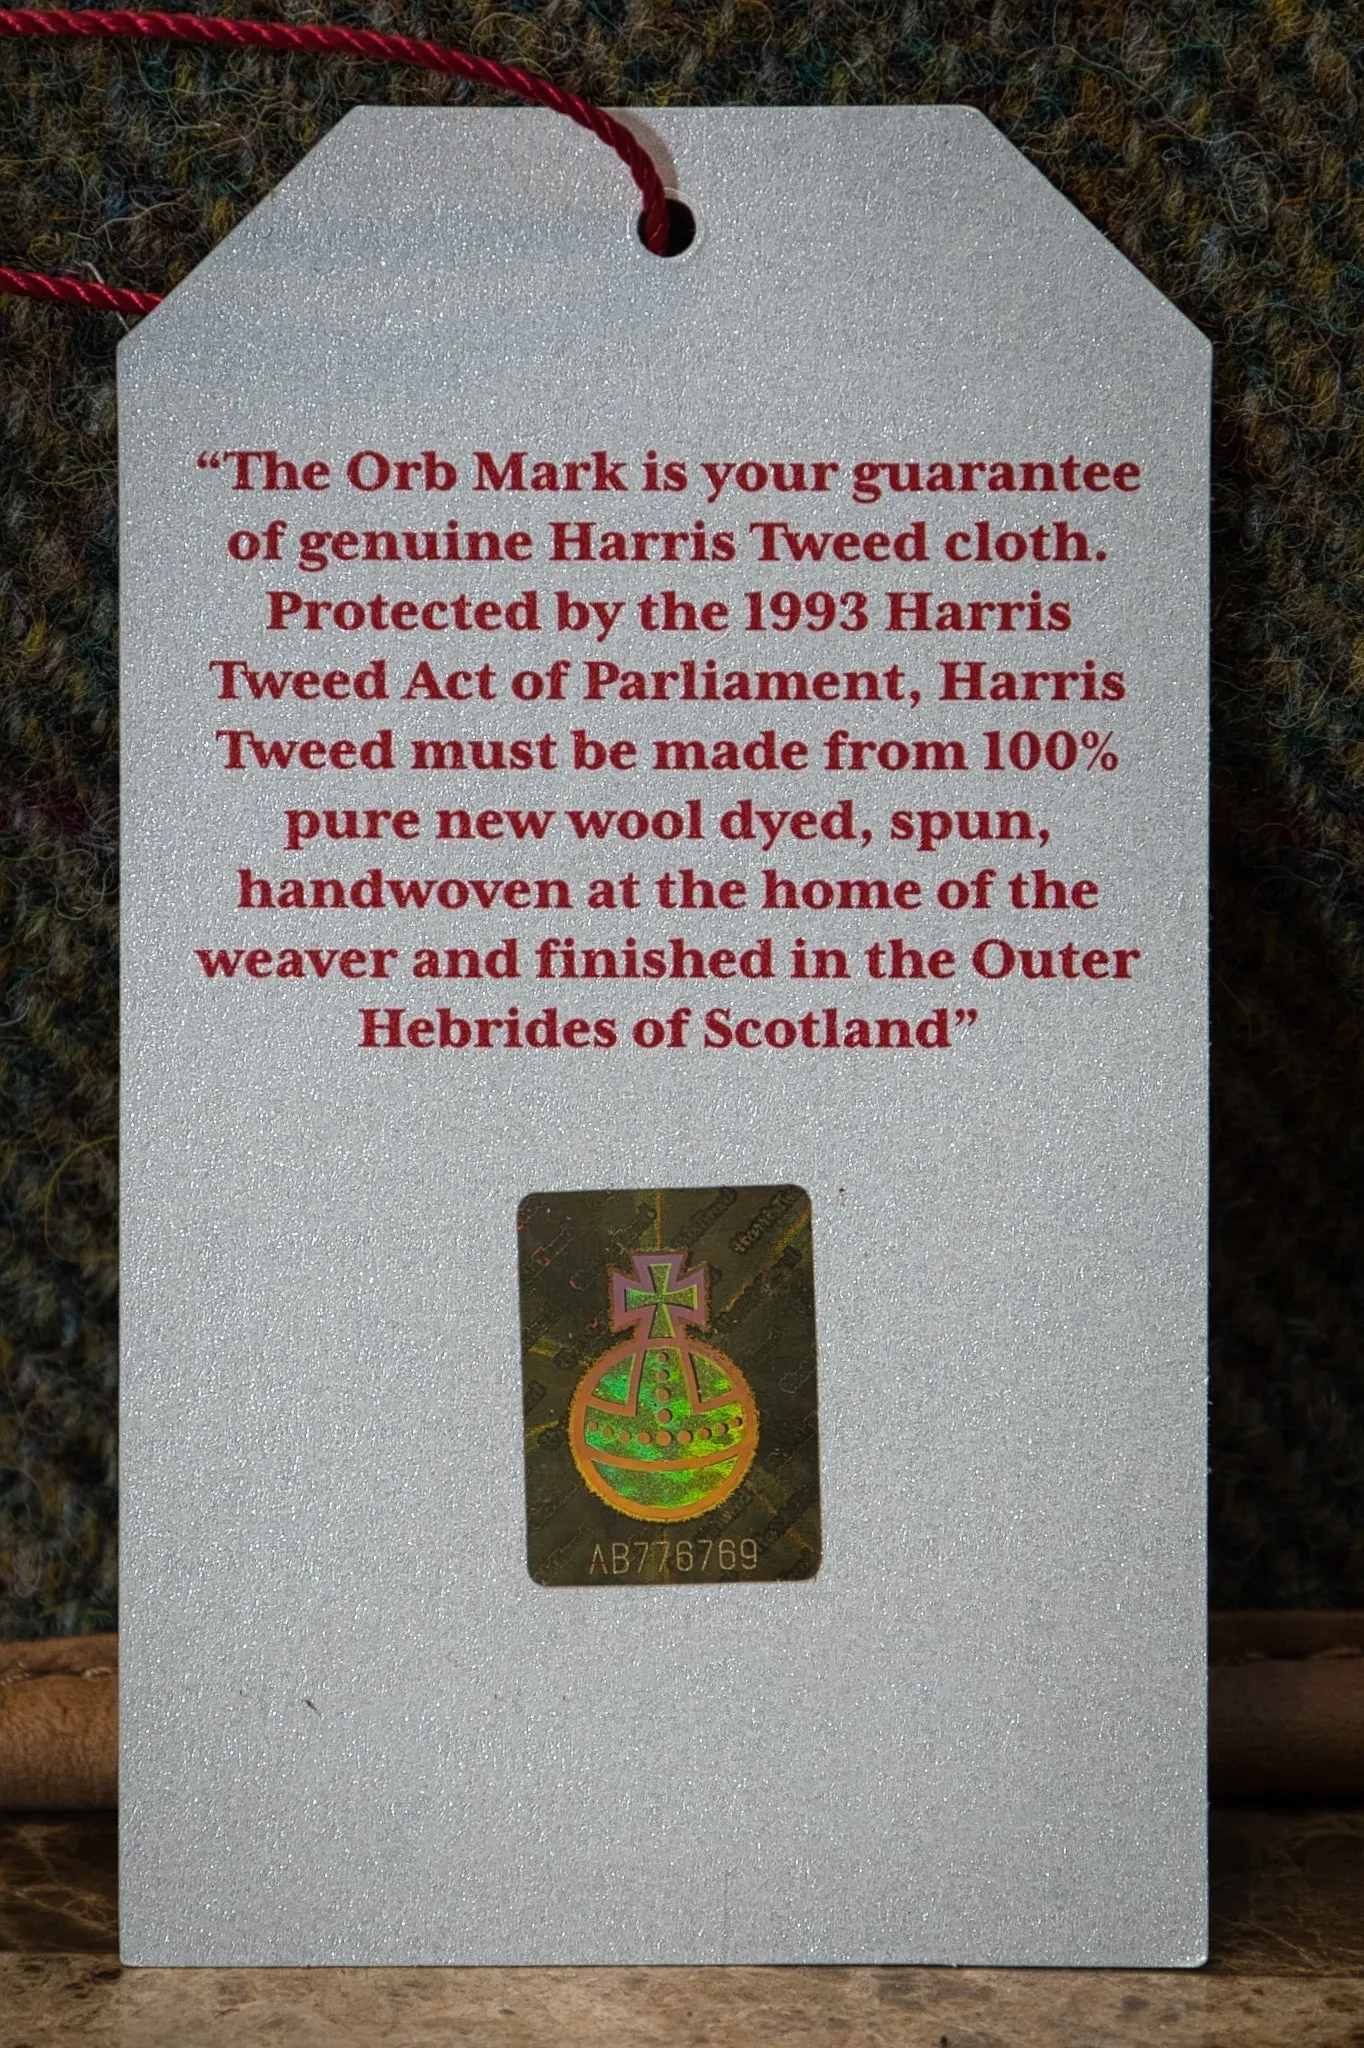 “The Orb Mark is your guarantee
of genuine Harris Tweed cloth.
Protected by the 1993 Harris
Tweed Act of Parliament, Harris
Tweed must be made from 100%
pure new wool dyed, spun,
handwoven at the home of the
weaver and finished in the Outer
Hebrides of Scotland”
AB776769